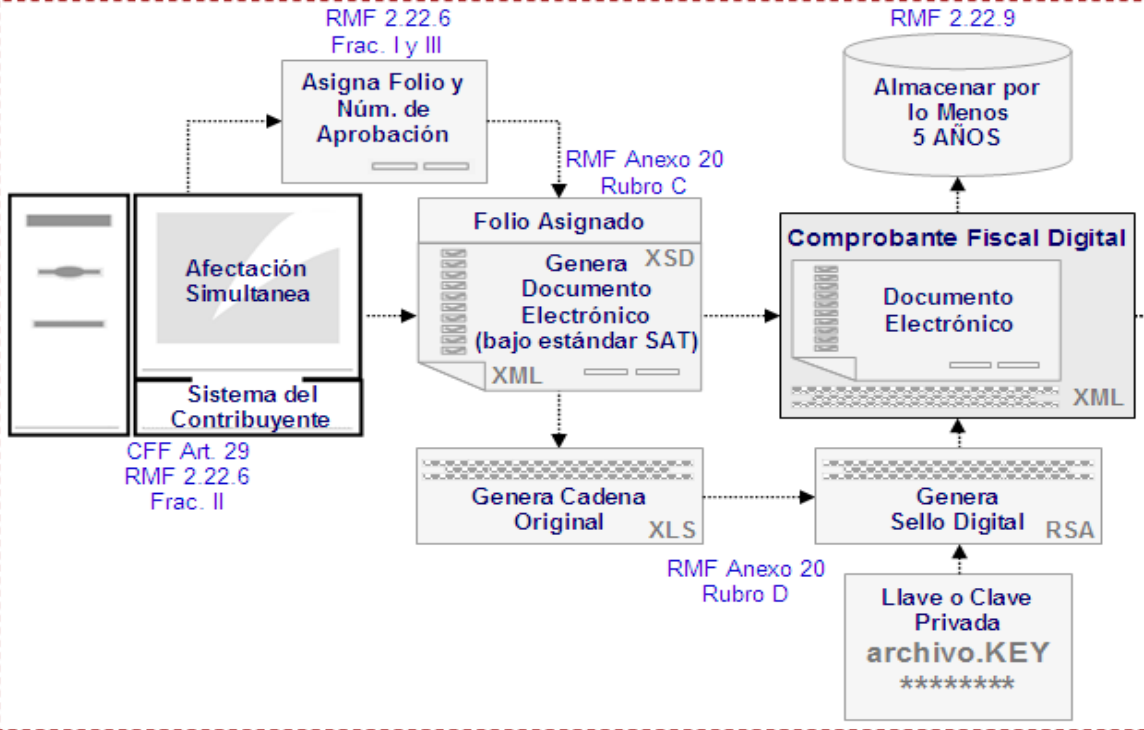 RMF 2.22.6
Frac. I y III
Asigna Folio y
Núm. de
Aprobación
RMF 2.22.9
Almacenar por
lo Menos
5 AÑOS
RMF Anexo 20
Rubro C
Afectación
Simultanea
Sistema del
Contribuyente
CFF Art. 29
RMF 2.22.6
Frac. II
Folio Asignado
Genera XSD
Documento
Electrónico
(bajo estándar SAT)
XML
Comprobante Fiscal Digital
Documento
Electrónico
XML
Genera Cadena
Original
XLS
Genera
Sello Digital
RSA
RMF Anexo 20
Rubro D
Llave o Clave
Privada
archivo.KEY
********